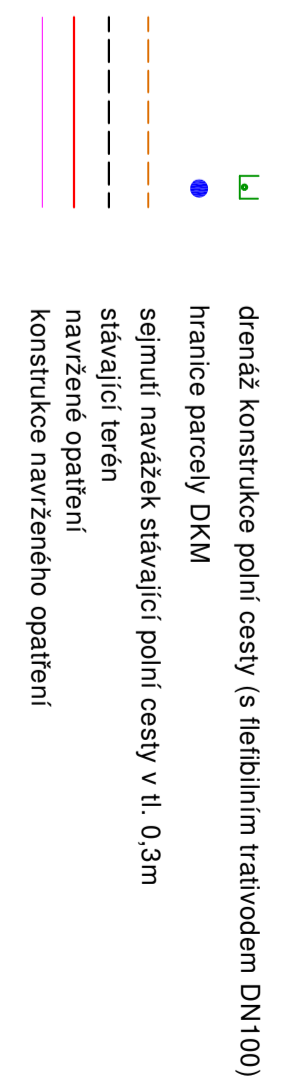 drenáž konstrukce polní cesty (s flefibilním trativodem DN100)
hranice parcely DKM
sejmutí navážek stávající polní cesty v tl. 0,3m
stávající terén
navržené opatření
konstrukce navrženého opatření